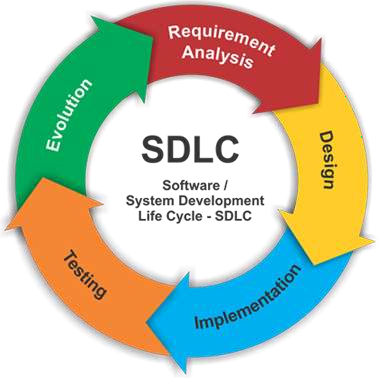 Requirement
Analysis
Design
Implementation
Testing
Evolution
SDLC
Software /
System Development
Life Cycle - SDLC